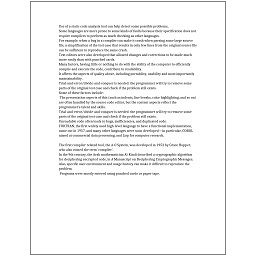 Use of a static code analysis tool can help detect some possible problems.
Some languages are more prone to some kinds of faults because their specification does not
require compilers to perform as much checking as other languages.
For example, when a bug in a compiler can make it crash when parsing some large source
file, a simplification of the test case that results in only few lines from the original source file
can be sufficient to reproduce the same crash.
Text editors were also developed that allowed changes and corrections to be made much
more easily than with punched cards.
Many factors, having little or nothing to do with the ability of the computer to efficiently
compile and execute the code, contribute to readability.
It affects the aspects of quality above, including portability, usability and most importantly
maintainability.
Trial-and-error/divide-and-conquer is needed: the programmer will try to remove some
parts of the original test case and check if the problem still exists.
Some of these factors include:
The presentation aspects of this (such as indents, line breaks, color highlighting, and so on)
are often handled by the source code editor, but the content aspects reflect the
programmer's talent and skills.
Trial-and-error/divide-and-conquer is needed: the programmer will try to remove some
parts of the original test case and check if the problem still exists.
Unreadable code often leads to bugs, inefficiencies, and duplicated code.
FORTRAN, the first widely used high-level language to have a functional implementation,
came out in 1957, and many other languages were soon developed—in particular, COBOL
aimed at commercial data processing, and Lisp for computer research.
The first compiler related tool, the A-0 System, was developed in 1952 by Grace Hopper,
who also coined the term 'compiler'.
In the 9th century, the Arab mathematician Al-Kindi described a cryptographic algorithm
for deciphering encrypted code, in A Manuscript on Deciphering Cryptographic Messages.
Also, specific user environment and usage history can make it difficult to reproduce the
problem.
Programs were mostly entered using punched cards or paper tape.